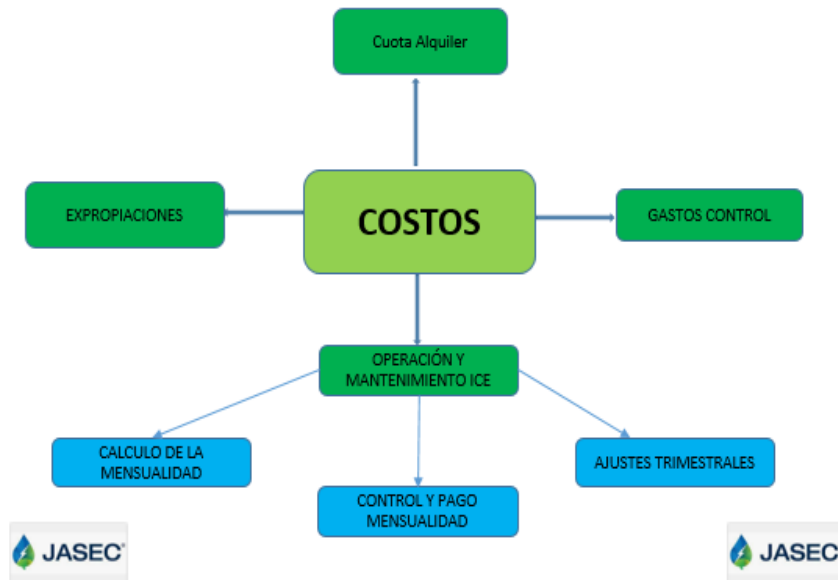 Cuota Alquiler
EXPROPIACIONES
COSTOS
GASTOS CONTROL
OPERACIÓN Y
MANTENIMIENTO ICE
CALCULO DE LA
MENSUALIDAD
AJUSTES TRIMESTRALES
CONTROL Y PAGO
MENSUALIDAD
JASEC
JASEC